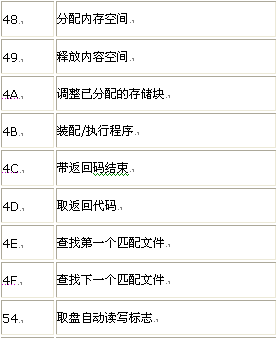 48 分配内存空间
49 释放内容空间
4A 调整已分配的存储块
4B 装配/执行程序
4C 带返回码结束
4D 取返回代码
4E 查找第一个匹配文件
4F 查找下一个匹配文件
54 取盘自动读写标志